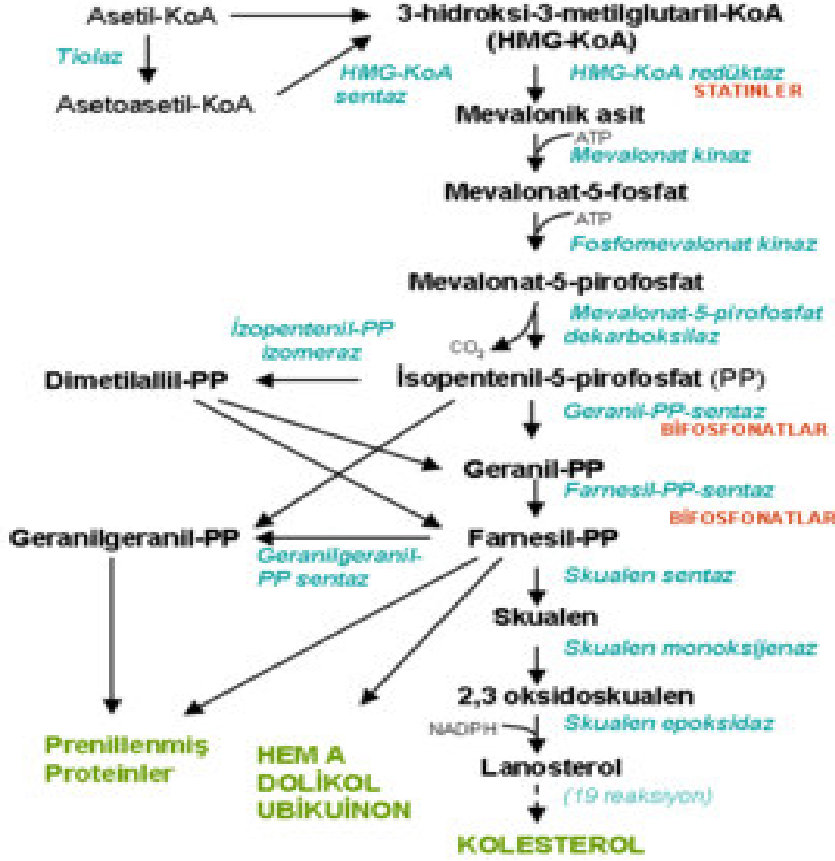 Asetil-KoA
3-hidroksi-3-metilglutaril-KoA
(HMG-KoA)
Tiolaz
HMG-KoA
sentaz
HMG-KoA redüktaz
STATINLER
Asetoasetil-KoA
Mevalonik asit
ATP
Mevalonat kinaz
Mevalonat-5-fosfat
ATP
Fosfomevalonat kinaz
Mevalonat-5-pirofosfat
Mevalonat-5-pirofosfat
dekarboksilaz
CO2
İzopentenil-PP
izomeraz
Dimetilallil-PP
İsopentenil-5-pirofosfat (PP)
Geranil-PP-sentaz
BİFOSFONATLAR
Geranil-PP
Farnesil-PP-sentaz
BİFOSFONATLAR
Geranilgeranil-PP
Farnesil-PP
Geranilgeranil-
PP sentaz
Skualen sentaz
Skualen
Skualen monoksijenaz
2,3 oksidoskualen
NADPH
Skualen epoksidaz
Lanosterol
(19 reaksiyon)
Prenillenmiş
Proteinler
HEM A
DOLİKOL
UBİKUİNON
KOLESTEROL